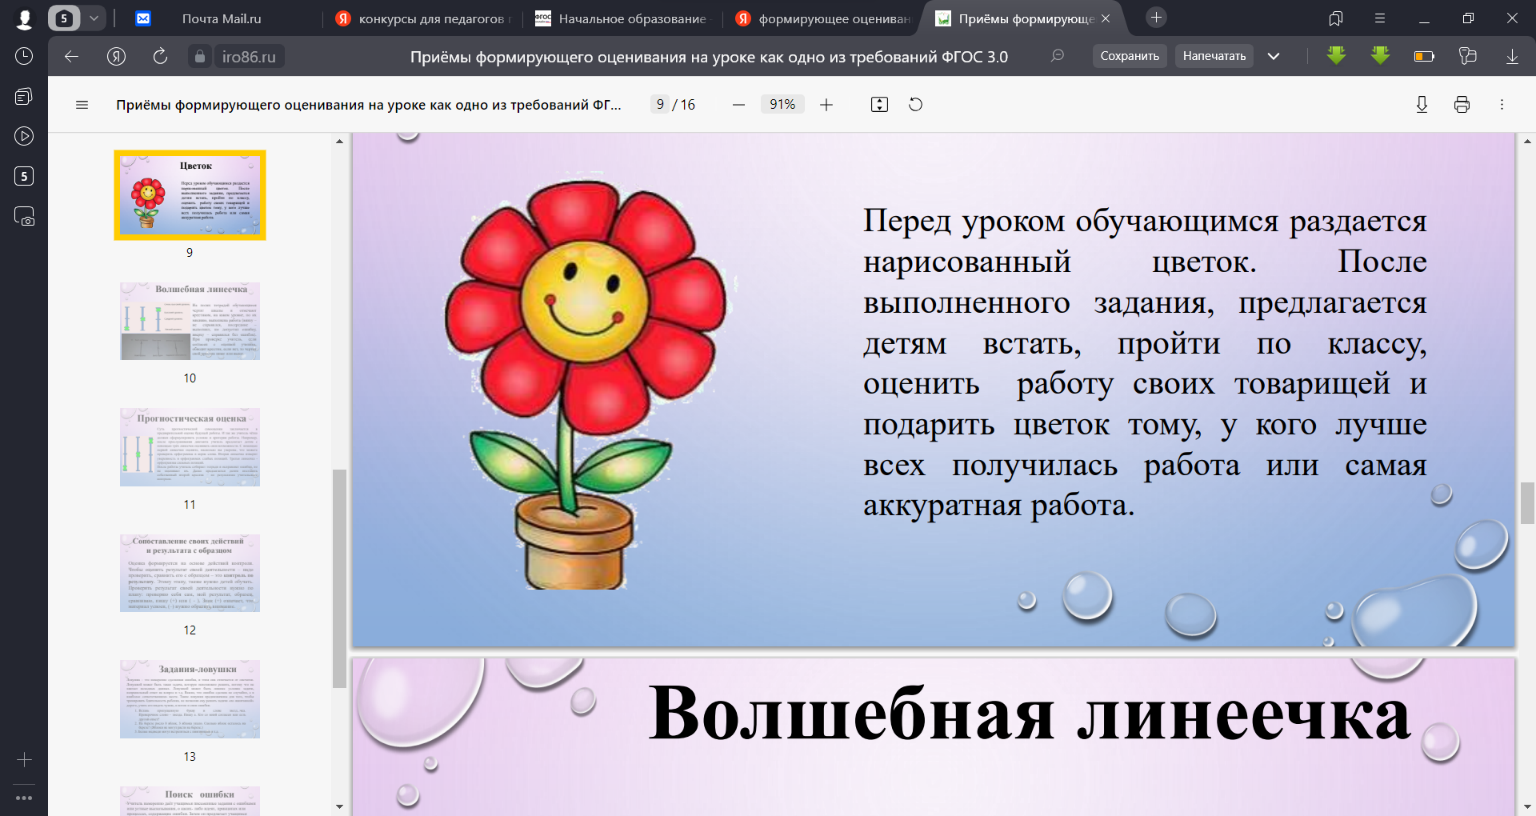 5
Почта Mail.ru
конкурсы для педагогов
Начальное образование
формирующее оцениван
Приёмы формирующе
iro86.ru
Приёмы формирующего оценивания на уроке как одно из требований ФГОС 3.0
Сохранить
Напечатать
5
Приёмы формирующего оценивания на уроке как одно из требований ФГ...
9 / 16
91%
Цветок
9
Волшебная линеечка
10
Прогностическая оценка
11
Сопоставление своих действий
и результата с образцом
12
Задания-ловушки
13
Поиск ошибки
Перед уроком обучающимся раздается
нарисованный цветок. После
выполненного задания, предлагается
детям встать, пройти по классу,
оценить работу своих товарищей и
подарить цветок тому, у кого лучше
всех получилась работа или самая
аккуратная работа.
Волшебная линеечка